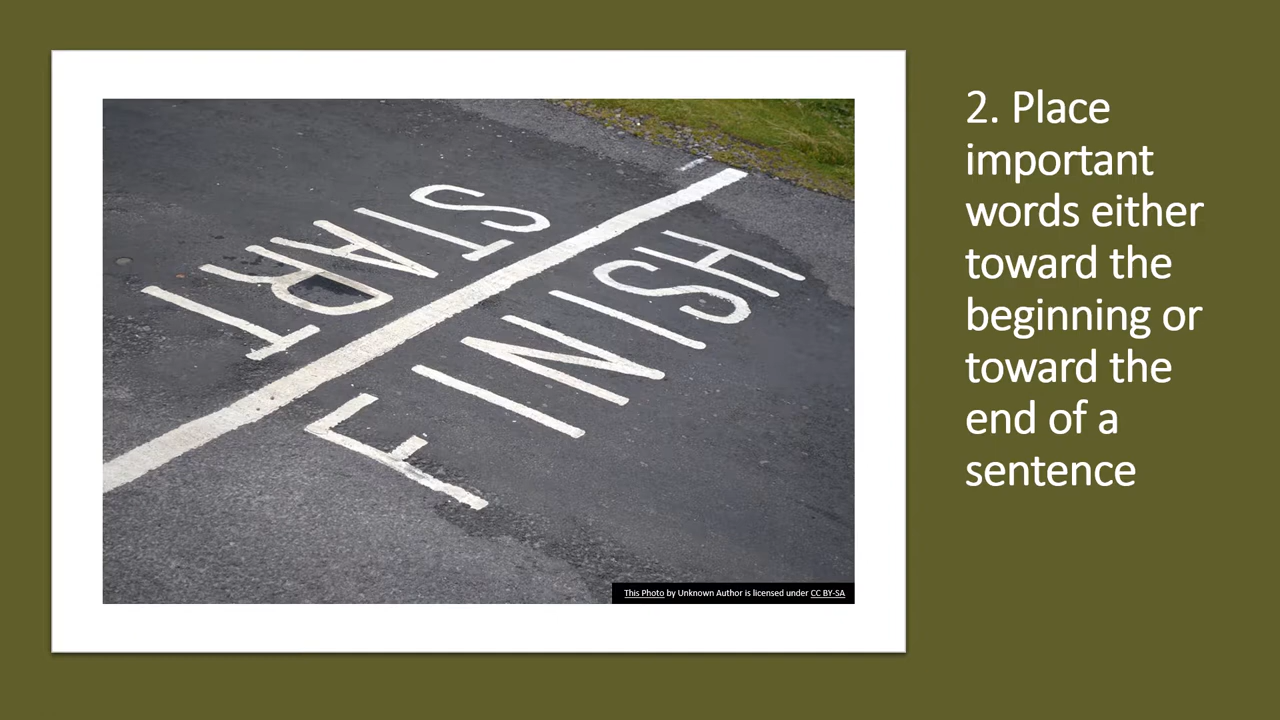 START
FINISH
This Photo by Unknown Author is licensed under CC BY-SA
2. Place
important
words either
toward the
beginning or
toward the
end of a
sentence